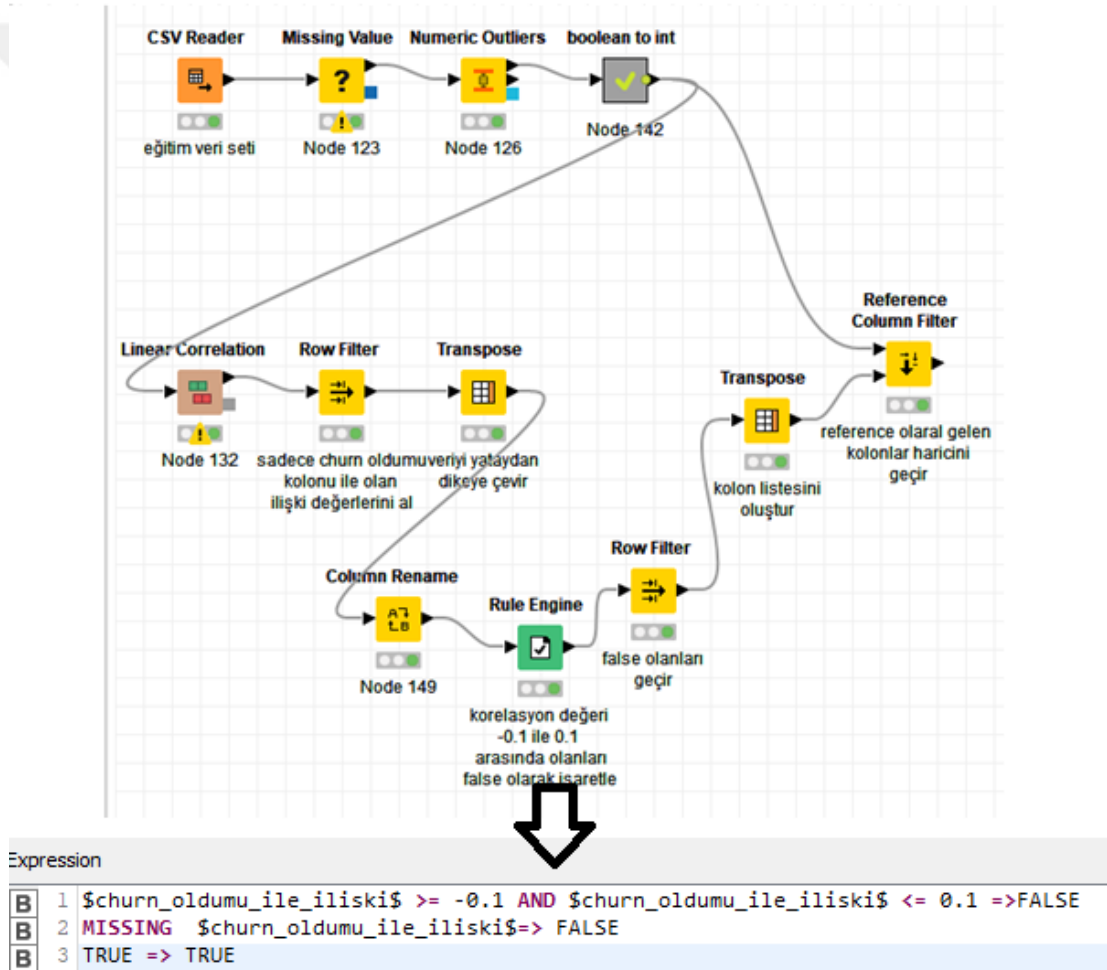 CSV Reader
Missing Value
Numeric Outliers
boolean to int
eğitim veri seti
Node 123
Node 126
Node 142
Linear Correlation
Row Filter
Transpose
Node 132
sadece churn oldumu
kolonu ile olan
ilişki değerlerini al
veriyi yataydan
dikeye çevir
Reference
Column Filter
reference olaral gelen
kolonlar haricini
geçir
Transpose
kolon listesini
oluştur
Row Filter
false olanları
geçir
Column Rename
Node 149
Rule Engine
korelasyon değeri
-0.1 ile 0.1
arasında olanları
false olarak işaretle
Expression
B 1 $churn_oldumu_ile_iliski$ >= -0.1 AND $churn_oldumu_ile_iliski$ <= 0.1 =>FALSE
B 2 MISSING  $churn_oldumu_ile_iliski$=> FALSE
B 3 TRUE => TRUE